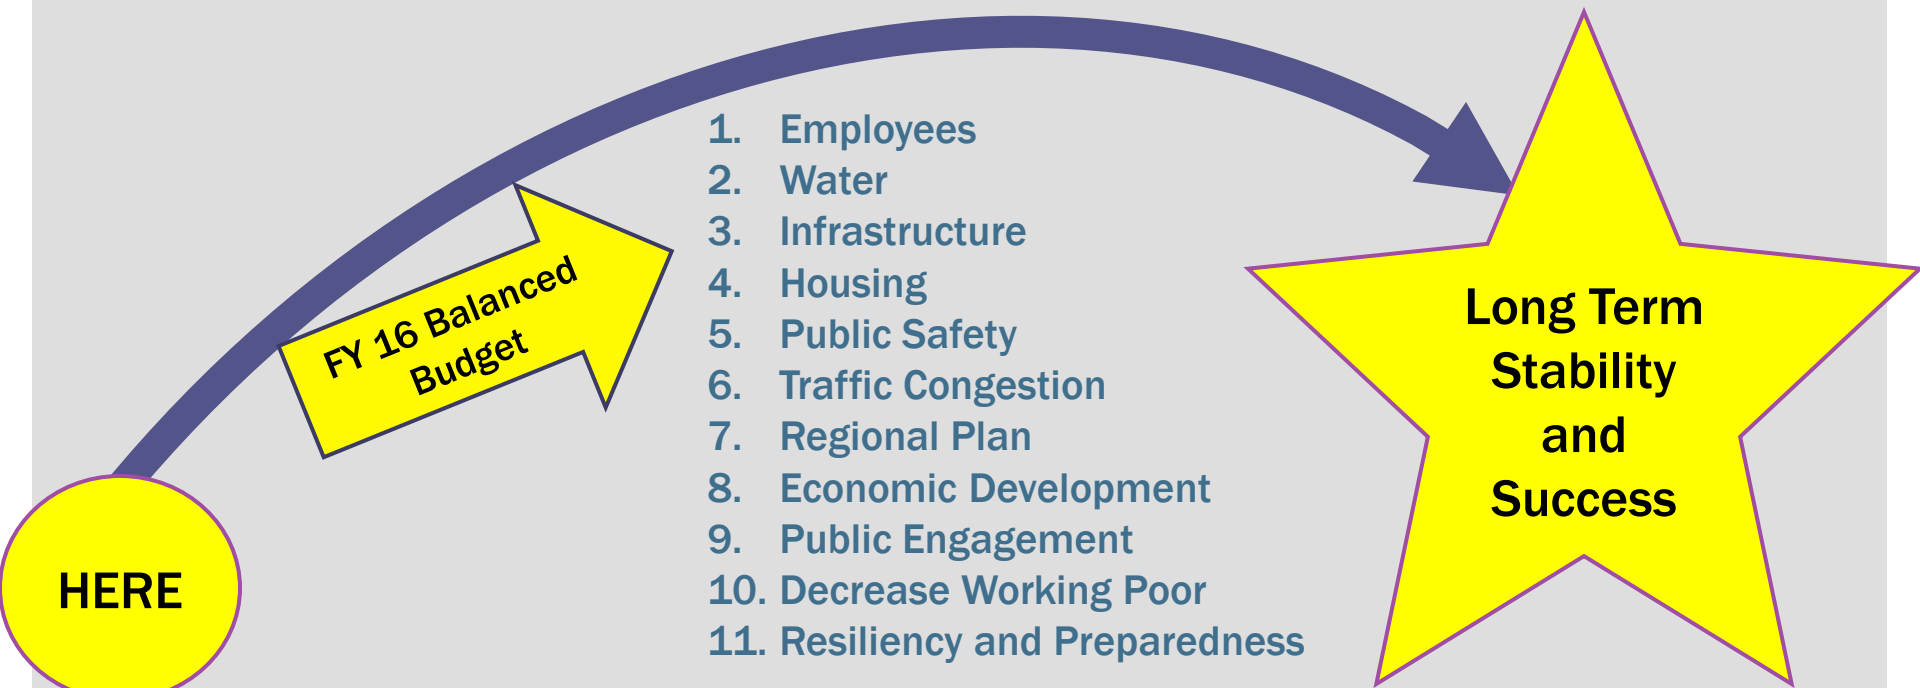 HERE
FY 16 Balanced
Budget
1. Employees
2. Water
3. Infrastructure
4. Housing
5. Public Safety
6. Traffic Congestion
7. Regional Plan
8. Economic Development
9. Public Engagement
10. Decrease Working Poor
11. Resiliency and Preparedness
Long Term
Stability
and
Success